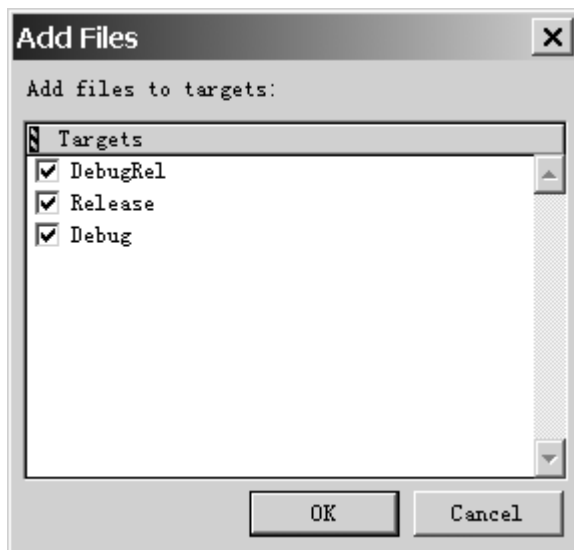 Add Files
Add files to targets:
Targets
DebugRel
Release
Debug
OK
Cancel